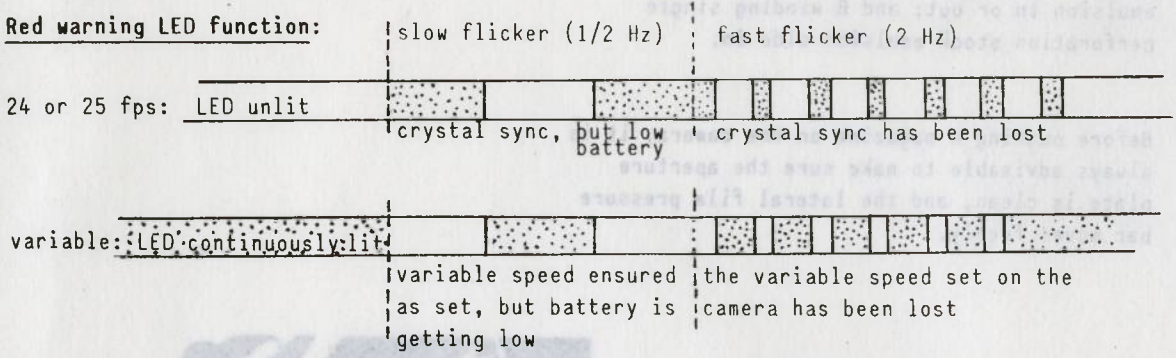 Red warning LED function:
slow flicker (1/2 Hz) fast flicker (2 Hz)
24 or 25 fps: LED unlit
crystal sync, but low battery
crystal sync has been lost
variable: LED continuously lit
variable speed ensured
as set, but battery is
getting low
the variable speed set on the
camera has been lost